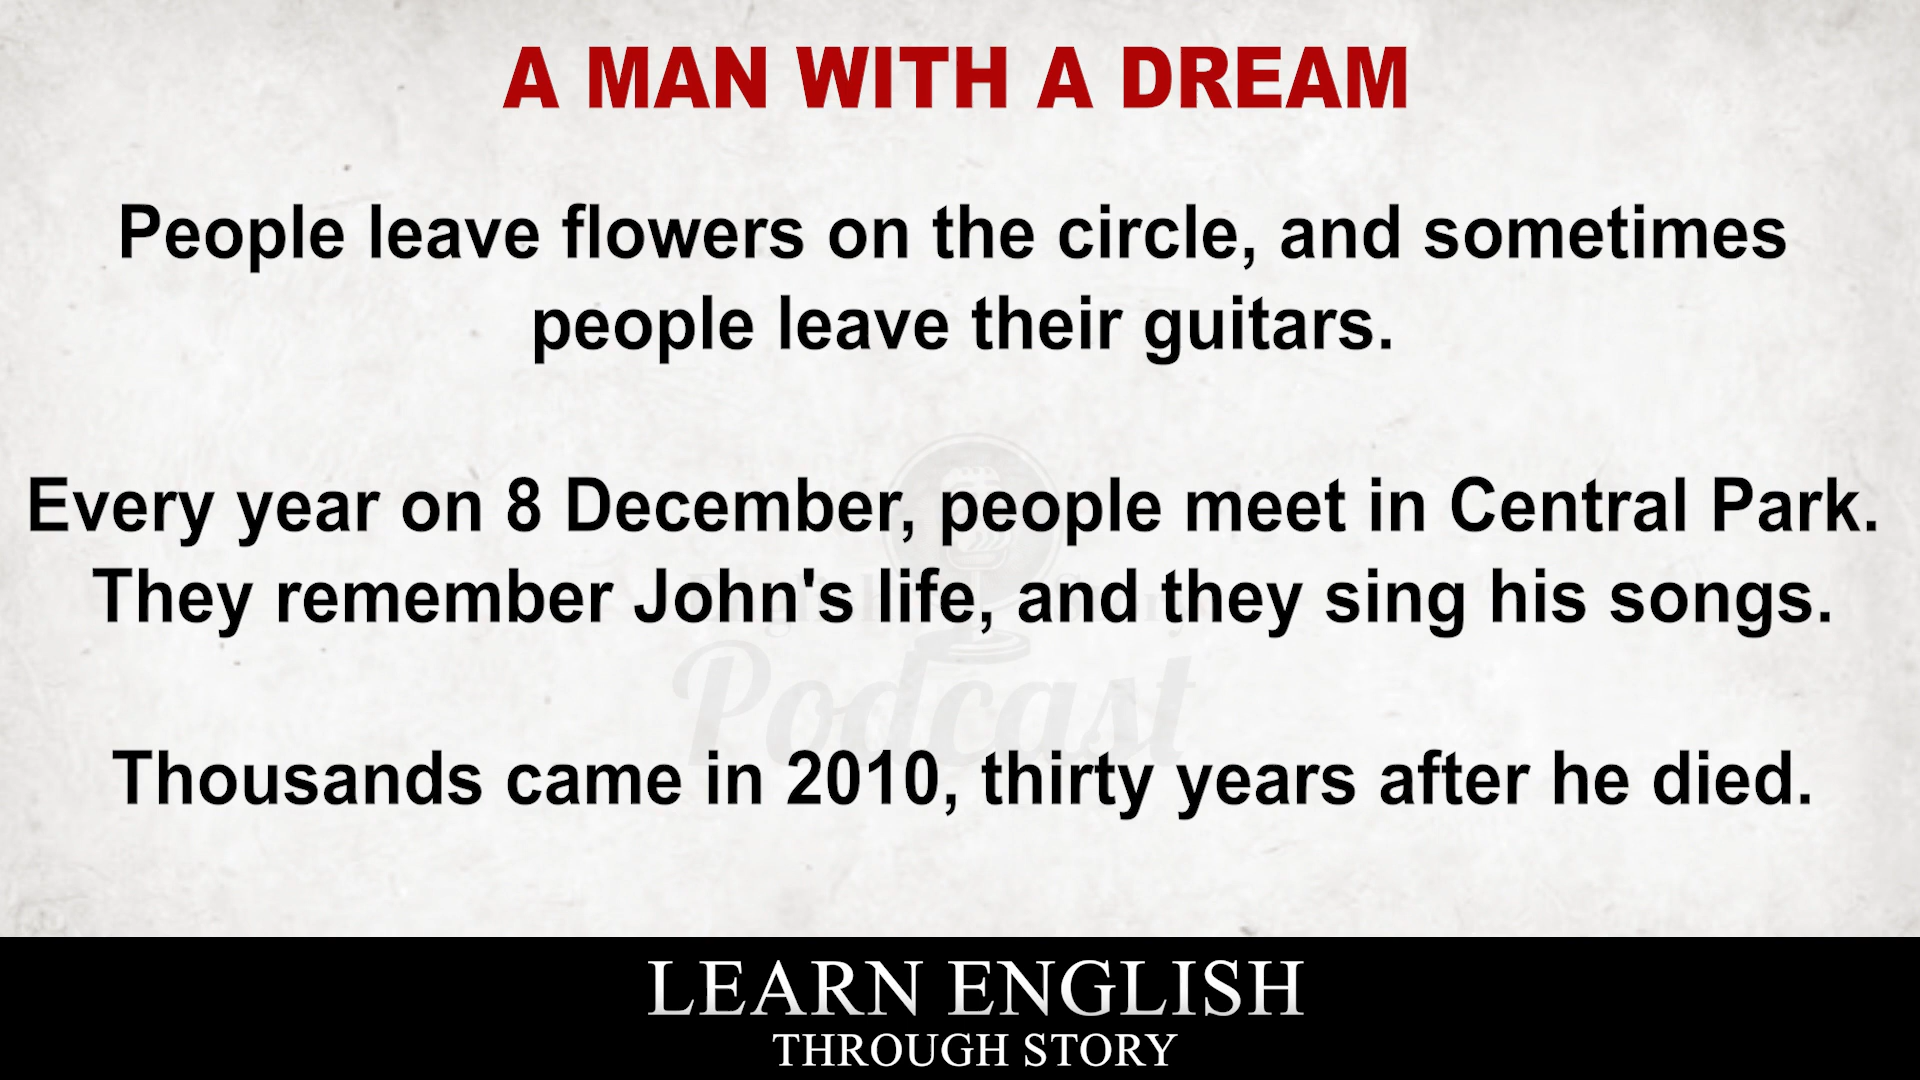 A MAN WITH A DREAM
People leave flowers on the circle, and sometimes
people leave their guitars.
Every year on 8 December, people meet in Central Park.
They remember John's life, and they sing his songs.
Podcast
Thousands came in 2010, thirty years after he died.
LEARN ENGLISH
THROUGH STORY